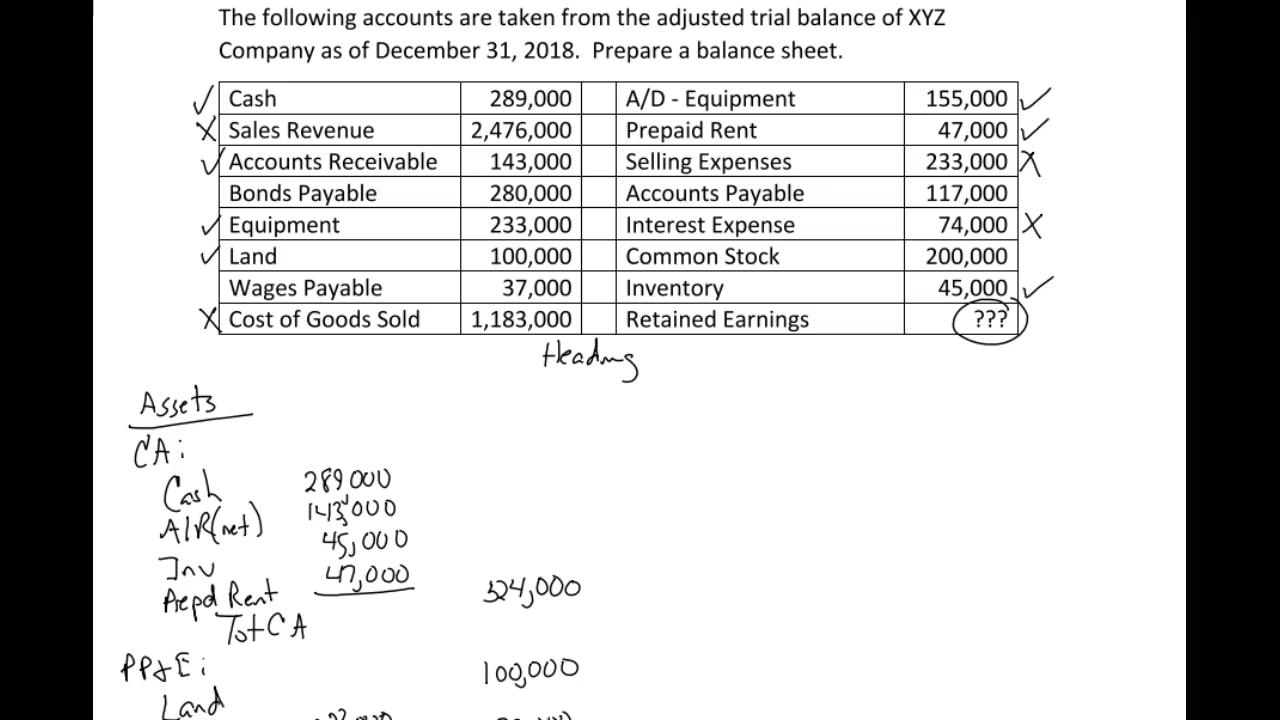 The following accounts are taken from the adjusted trial balance of XYZ
Company as of December 31, 2018. Prepare a balance sheet.
Cash 289,000 A/D - Equipment 155,000
Sales Revenue 2,476,000 Prepaid Rent 47,000
Accounts Receivable 143,000 Selling Expenses 233,000
Bonds Payable 280,000 Accounts Payable 117,000
Equipment 233,000 Interest Expense 74,000
Land 100,000 Common Stock 200,000
Wages Payable 37,000 Inventory 45,000
Cost of Goods Sold 1,183,000 Retained Earnings ???
Heading
Assets
CA:
Cash 289000
A/R(net) 143,000
Inv 45,000
Prepd Rent 47,000 524,000
Tot CA
PP+E:
Land 100,000